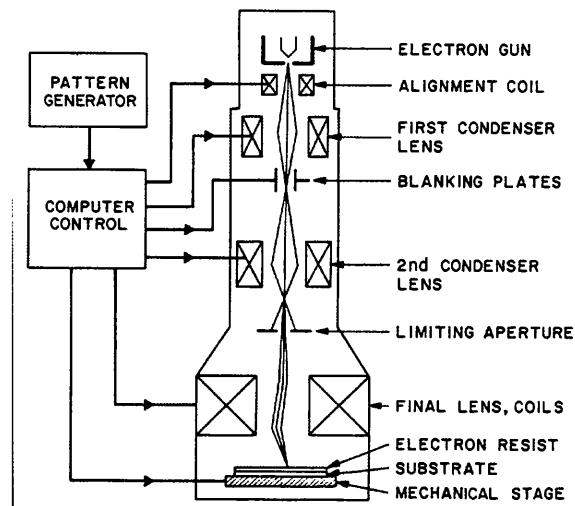 PATTERN
GENERATOR
COMPUTER
CONTROL
ELECTRON GUN
ALIGNMENT COIL
FIRST CONDENSER
LENS
BLANKING PLATES
2nd CONDENSER
LENS
LIMITING APERTURE
FINAL LENS, COILS
ELECTRON RESIST
SUBSTRATE
MECHANICAL STAGE